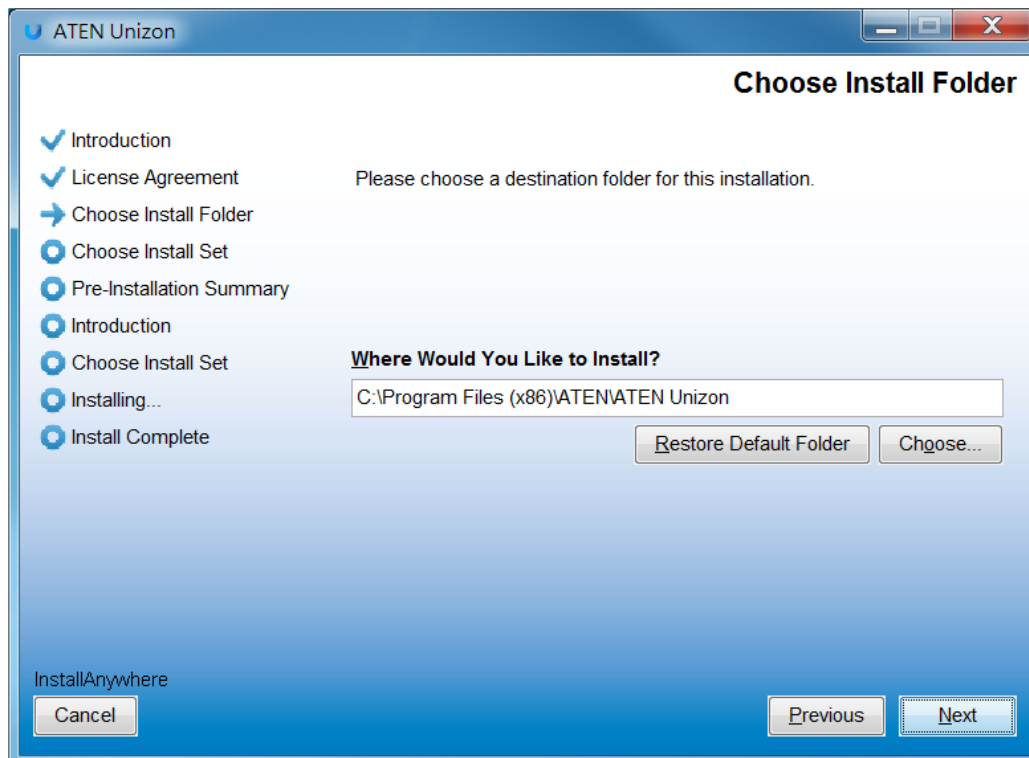 ATEN Unizon
Choose Install Folder
Introduction
License Agreement
Choose Install Folder
Choose Install Set
Pre-Installation Summary
Introduction
Choose Install Set
Installing...
Install Complete
Please choose a destination folder for this installation.
Where Would You Like to Install?
C:\Program Files (x86)\ATEN\ATEN Unizon
Restore Default Folder
Choose...
InstallAnywhere
Cancel
Previous
Next